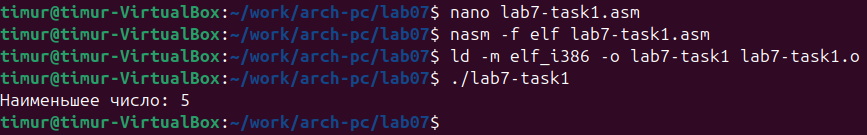 timur@timur-VirtualBox:~/work/arch-pc/lab07$ nano lab7-task1.asm
timur@timur-VirtualBox:~/work/arch-pc/lab07$ nasm -f elf lab7-task1.asm
timur@timur-VirtualBox:~/work/arch-pc/lab07$ ld -m elf_i386 -o lab7-task1 lab7-task1.o
timur@timur-VirtualBox:~/work/arch-pc/lab07$ ./lab7-task1
Наименьшее число: 5
timur@timur-VirtualBox:~/work/arch-pc/lab07$